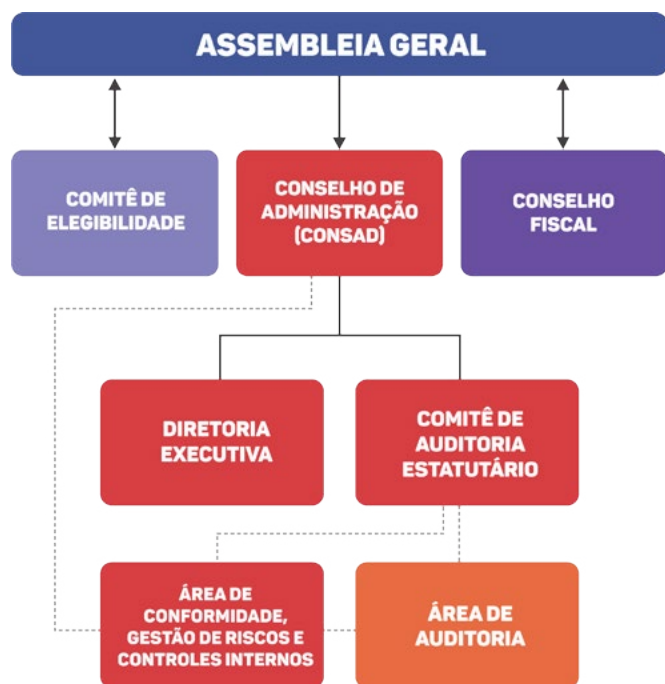 ASSEMBLEIA GERAL
COMITÊ DE
ELEGIBILIDADE
CONSELHO DE
ADMINISTRAÇÃO
(CONSAD)
CONSELHO
FISCAL
DIRETORIA
EXECUTIVA
COMITÊ DE
AUDITORIA
ESTATUTÁRIO
ÁREA DE
CONFORMIDADE,
GESTÃO DE RISCOS E
CONTROLES INTERNOS
ÁREA DE
AUDITORIA